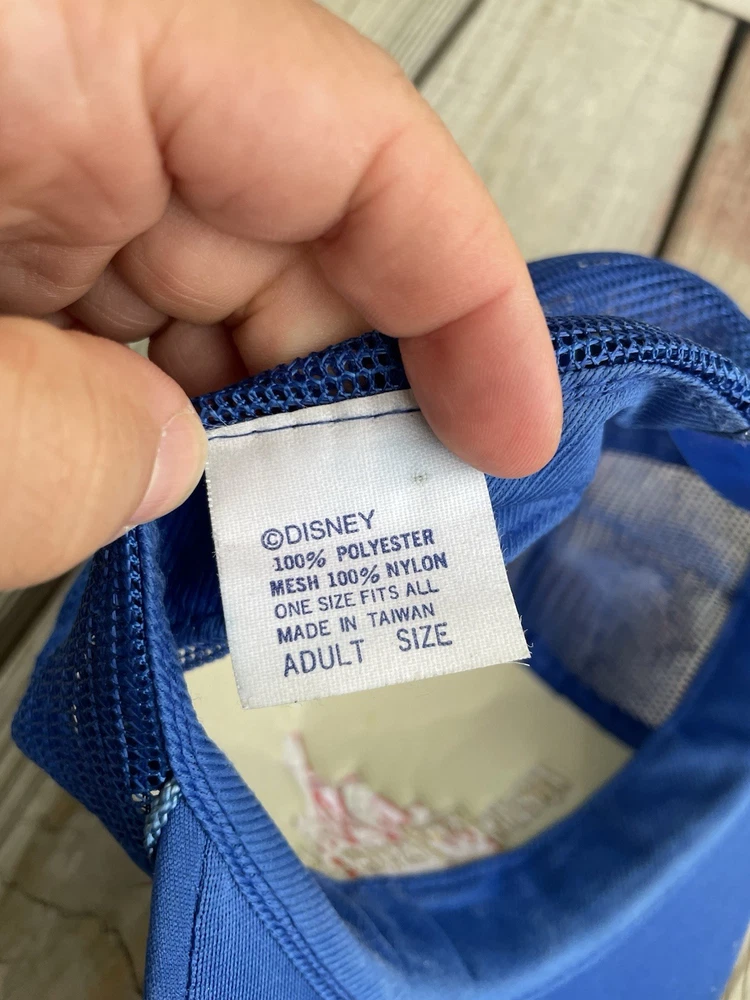 ©DISNEY
100% POLYESTER
MESH 100% NYLON
ONE SIZE FITS ALL
MADE IN TAIWAN
ADULT SIZE